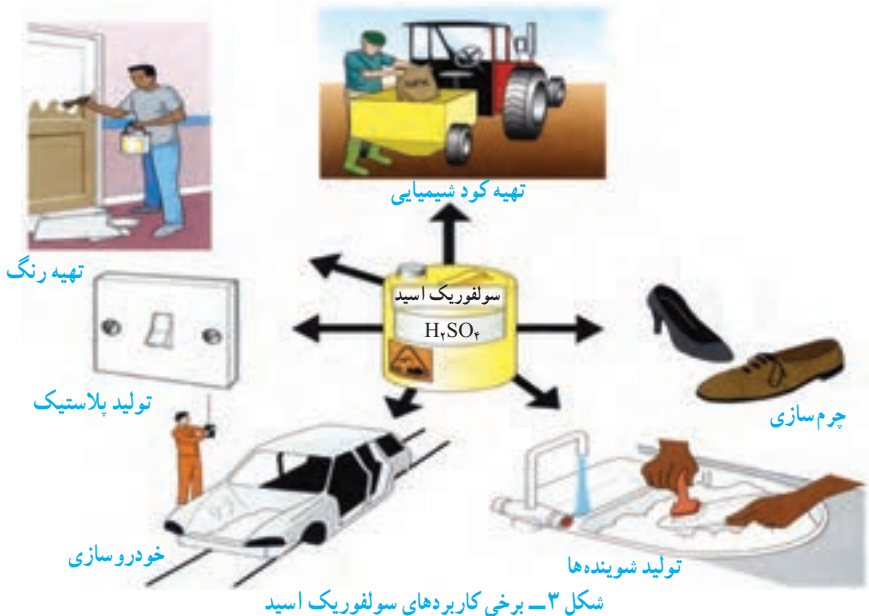 تهیه کود شیمیایی
تهیه رنگ
سولفوریک اسید
H₂SO₄
تولید پلاستیک
چرم‌سازی
خودروسازی
تولید شوینده‌ها
شکل ۳ــ برخی کاربردهای سولفوریک اسید